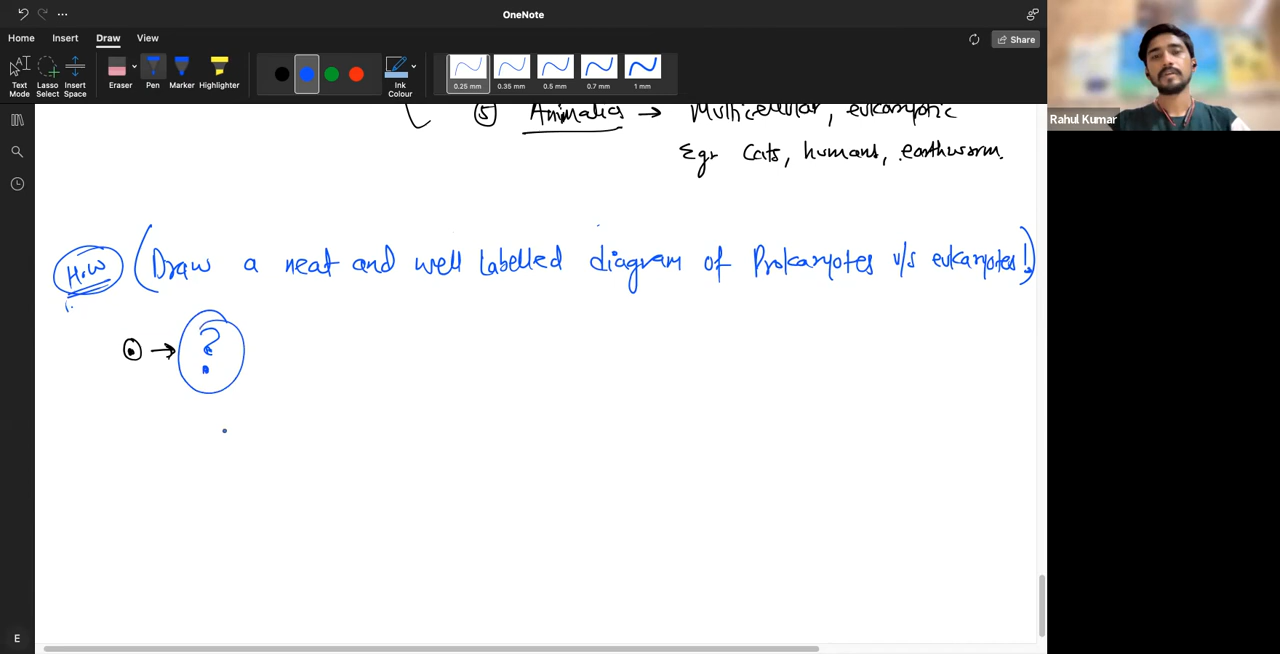 OneNote
Home Insert Draw View
Share
Text Mode
Lasso Select
Insert Space
Eraser
Pen
Marker
Highlighter
Ink Colour
0.25 mm 0.35 mm 0.5 mm 0.7 mm 1 mm
Rahul Kumar
⑤ Animalia → Multicellular, eukaryotic
Eg:- Cats, humans, earthworm.
H.W (Draw a neat and well labelled diagram of Prokaryotes v/s eukaryotes!)
→ ?
E